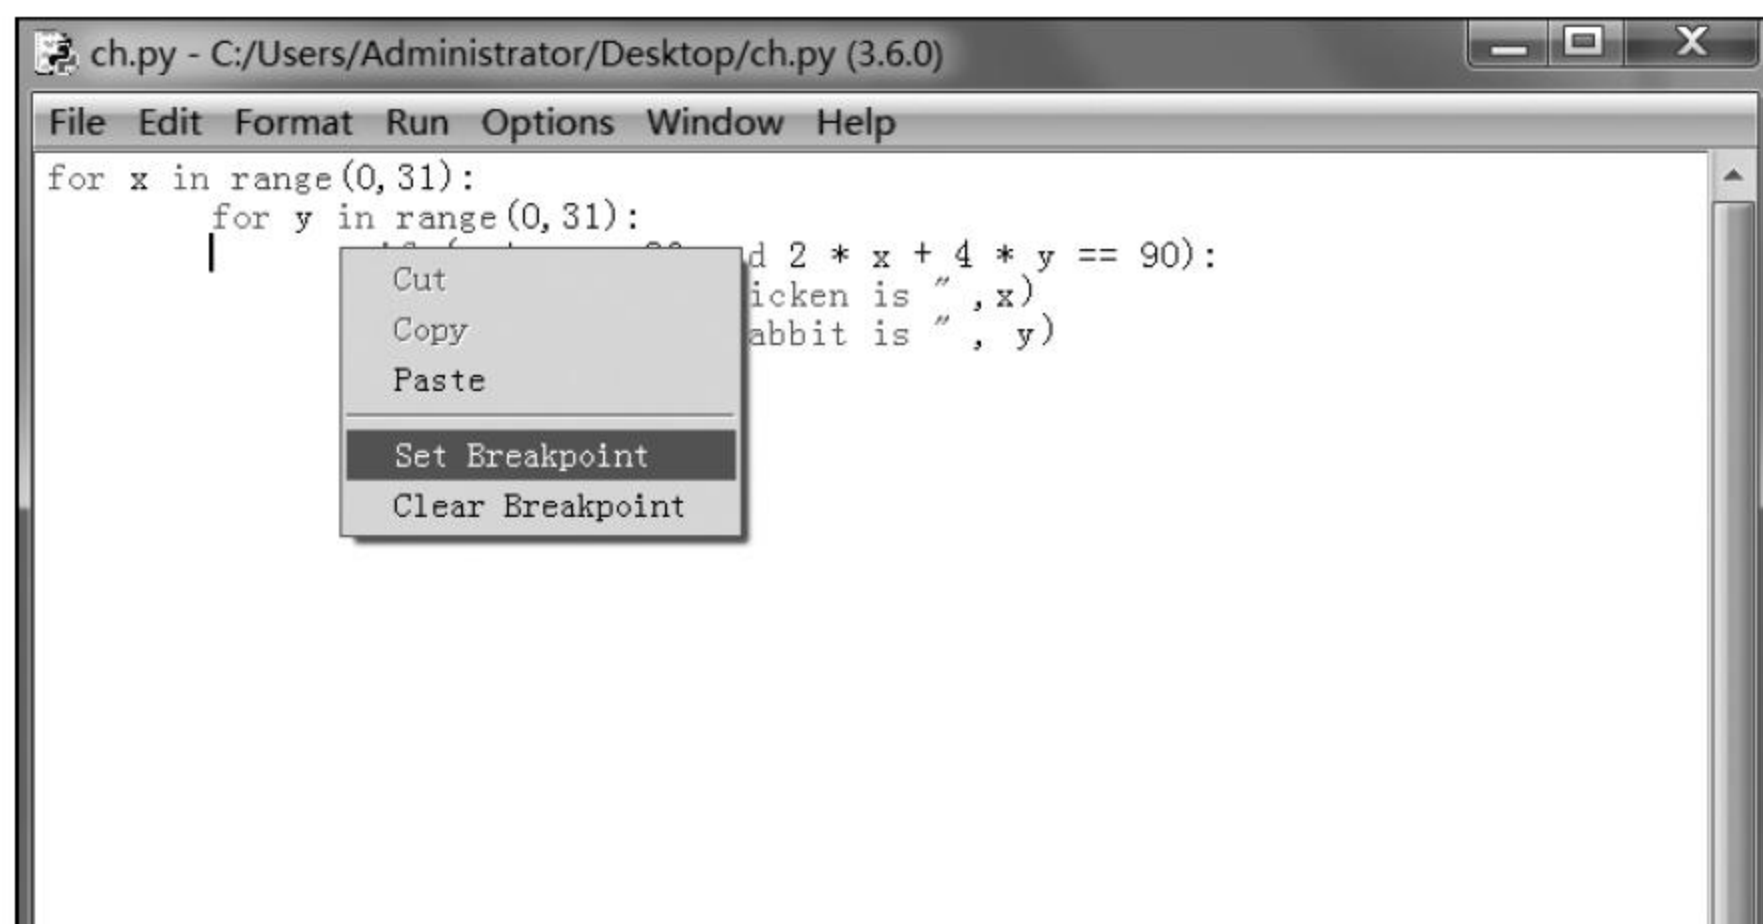 ch.py - C:/Users/Administrator/Desktop/ch.py (3.6.0)
File Edit Format Run Options Window Help
for x in range(0,31):
for y in range(0,31):
2 * x + 4 * y == 90):
icken is ″ ,x)
abbit is ″ , y)
Cut
Copy
Paste
Set Breakpoint
Clear Breakpoint